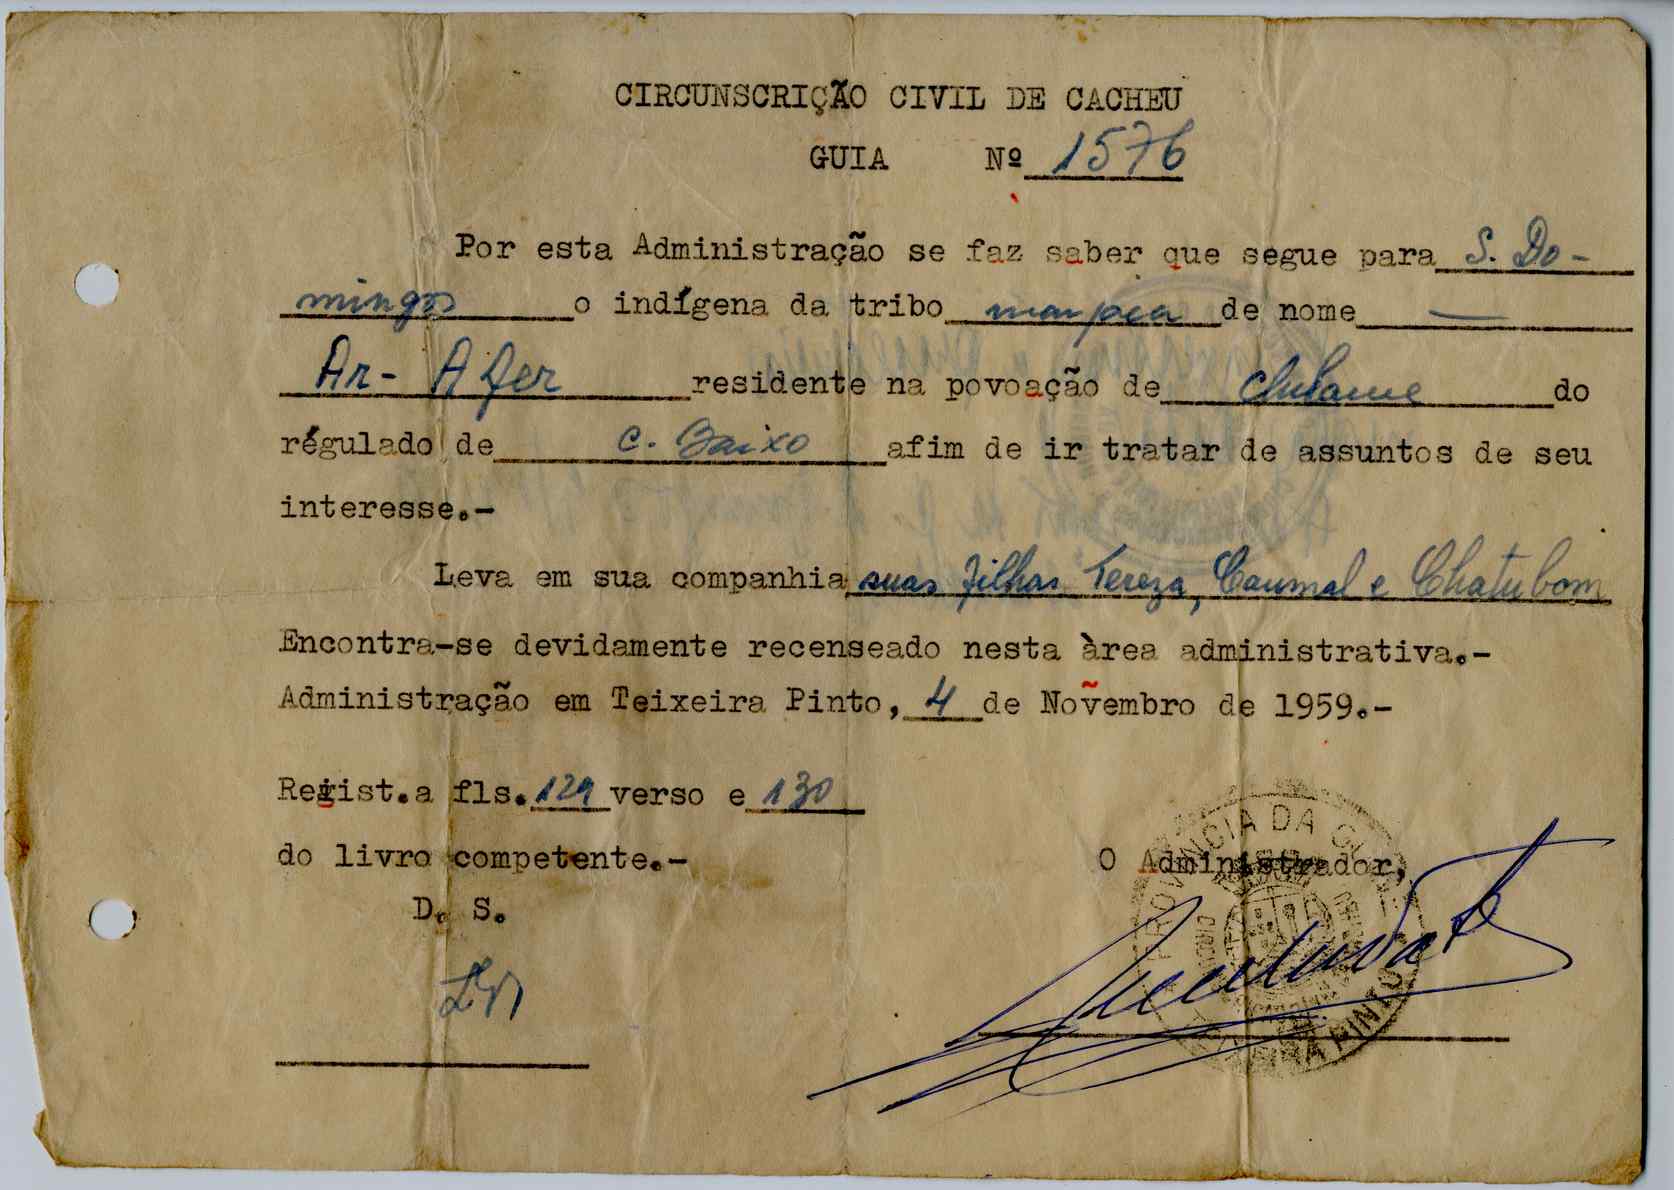 CIRCUNSCRIÇÃO CIVIL DE CACHEU
GUIA Nº 1576
Por esta Administração se faz saber que segue para S. Do-
mingos o indígena da tribo de nome —
Ar- Afer residente na povoação de do
régulado de C. Baixo afim de ir tratar de assuntos de seu
interesse.-
Leva em sua companhia suas filhas Tereza, Caumal e Chatubom
Encontra-se devidamente recenseado nesta àrea administrativa.-
Administração em Teixeira Pinto, 4 de Novembro de 1959.-
Regist.a fls. 129 verso e 130
do livro competente.-
D. S.
O Administrador,
PROVINCIA DA